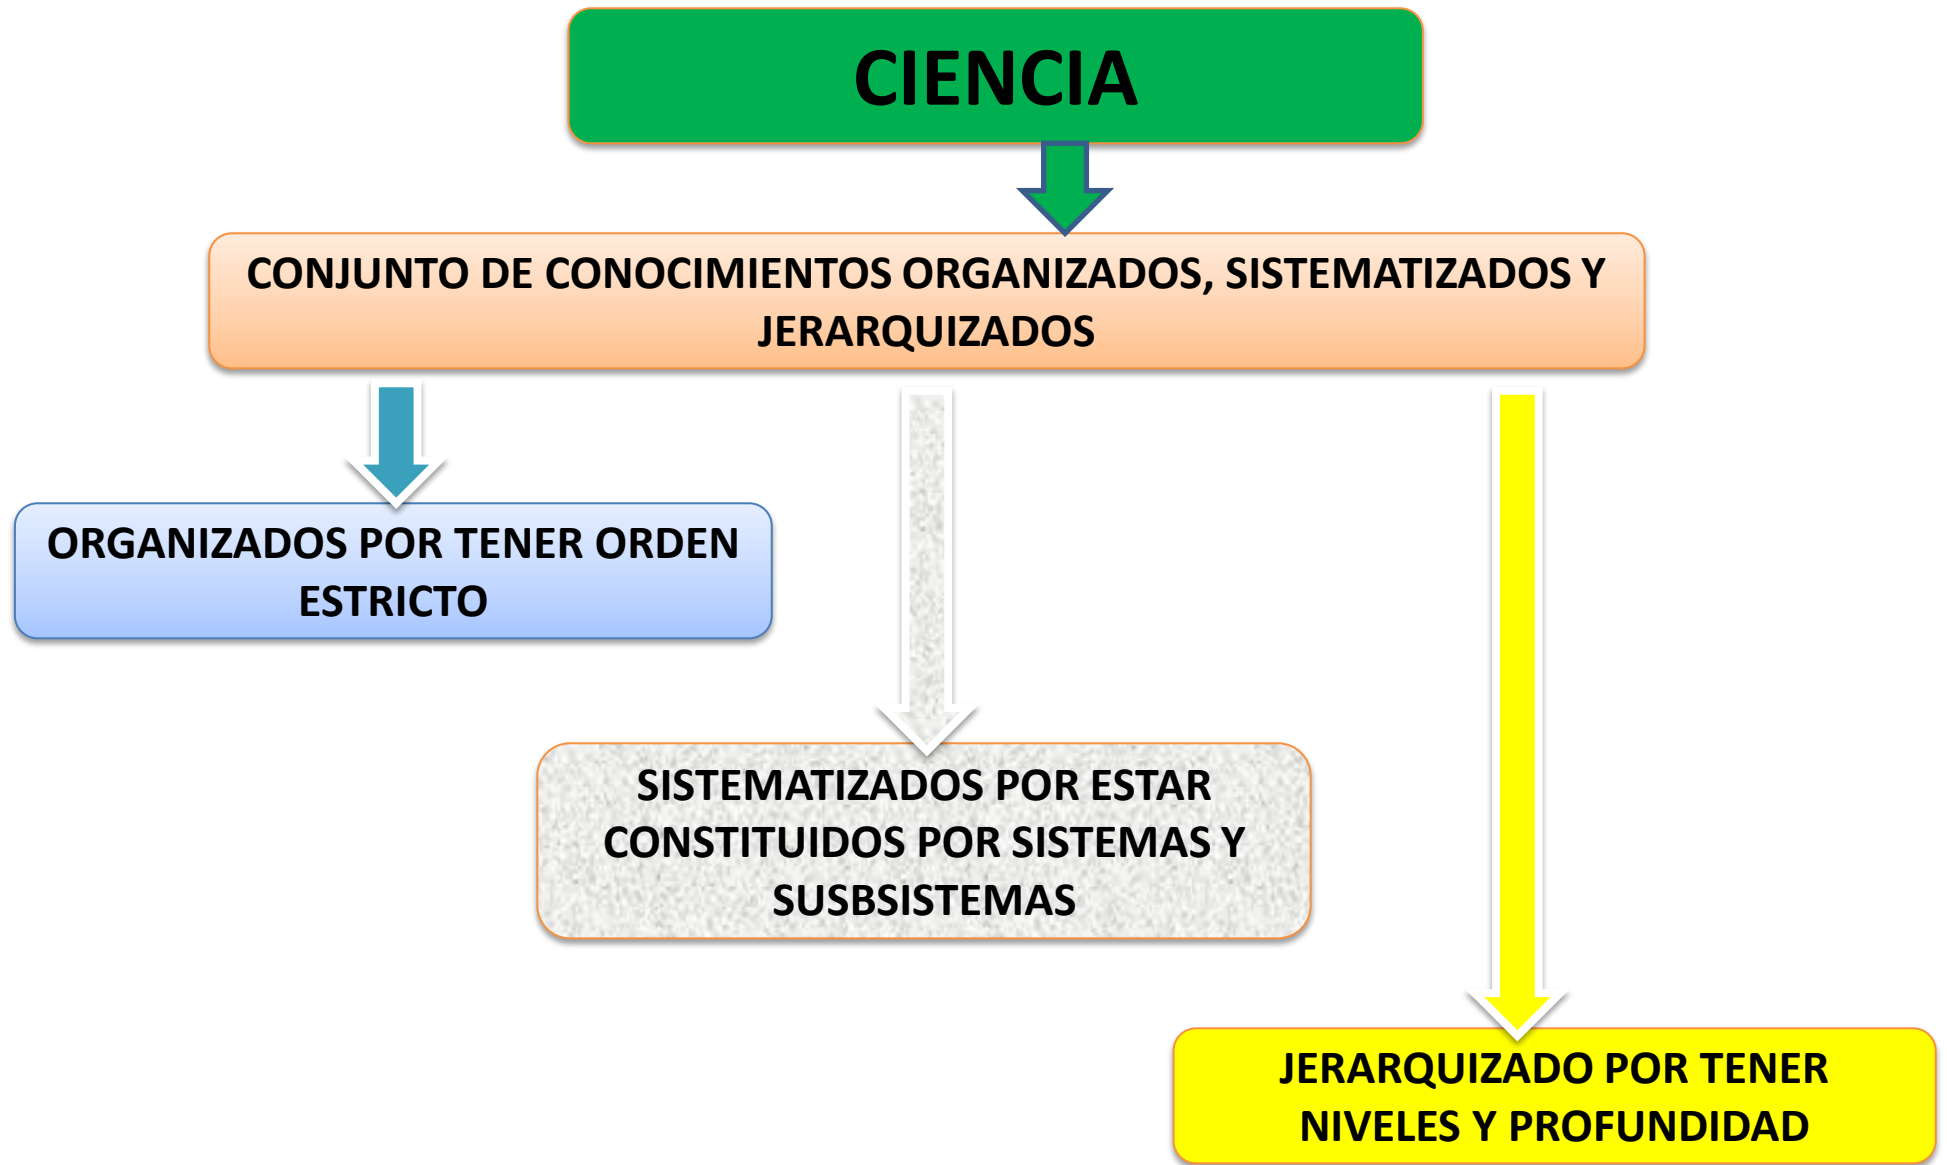 CIENCIA
CONJUNTO DE CONOCIMIENTOS ORGANIZADOS, SISTEMATIZADOS Y
JERARQUIZADOS
ORGANIZADOS POR TENER ORDEN
ESTRICTO
SISTEMATIZADOS POR ESTAR
CONSTITUIDOS POR SISTEMAS Y
SUSBSISTEMAS
JERARQUIZADO POR TENER
NIVELES Y PROFUNDIDAD